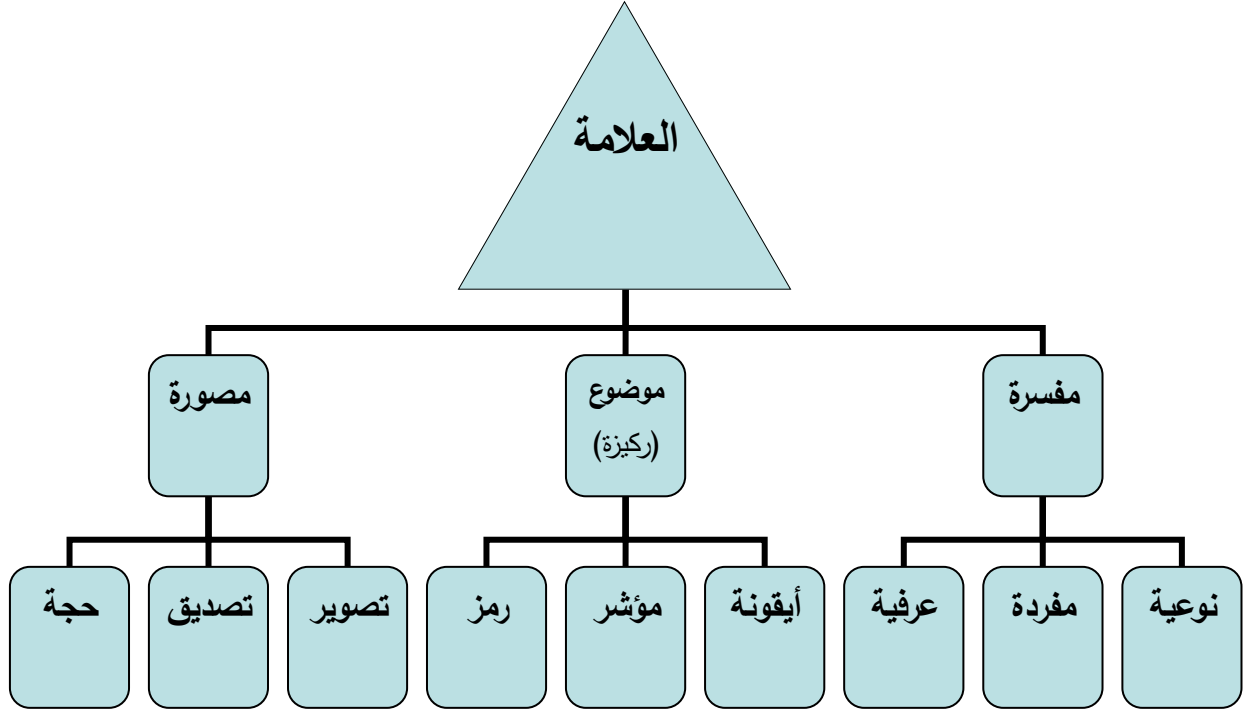 العلامة
مفسرة
موضوع
(ركيزة)
مصورة
نوعية
مفردة
عرفية
أيقونة
مؤشر
رمز
تصوير
تصديق
حجة